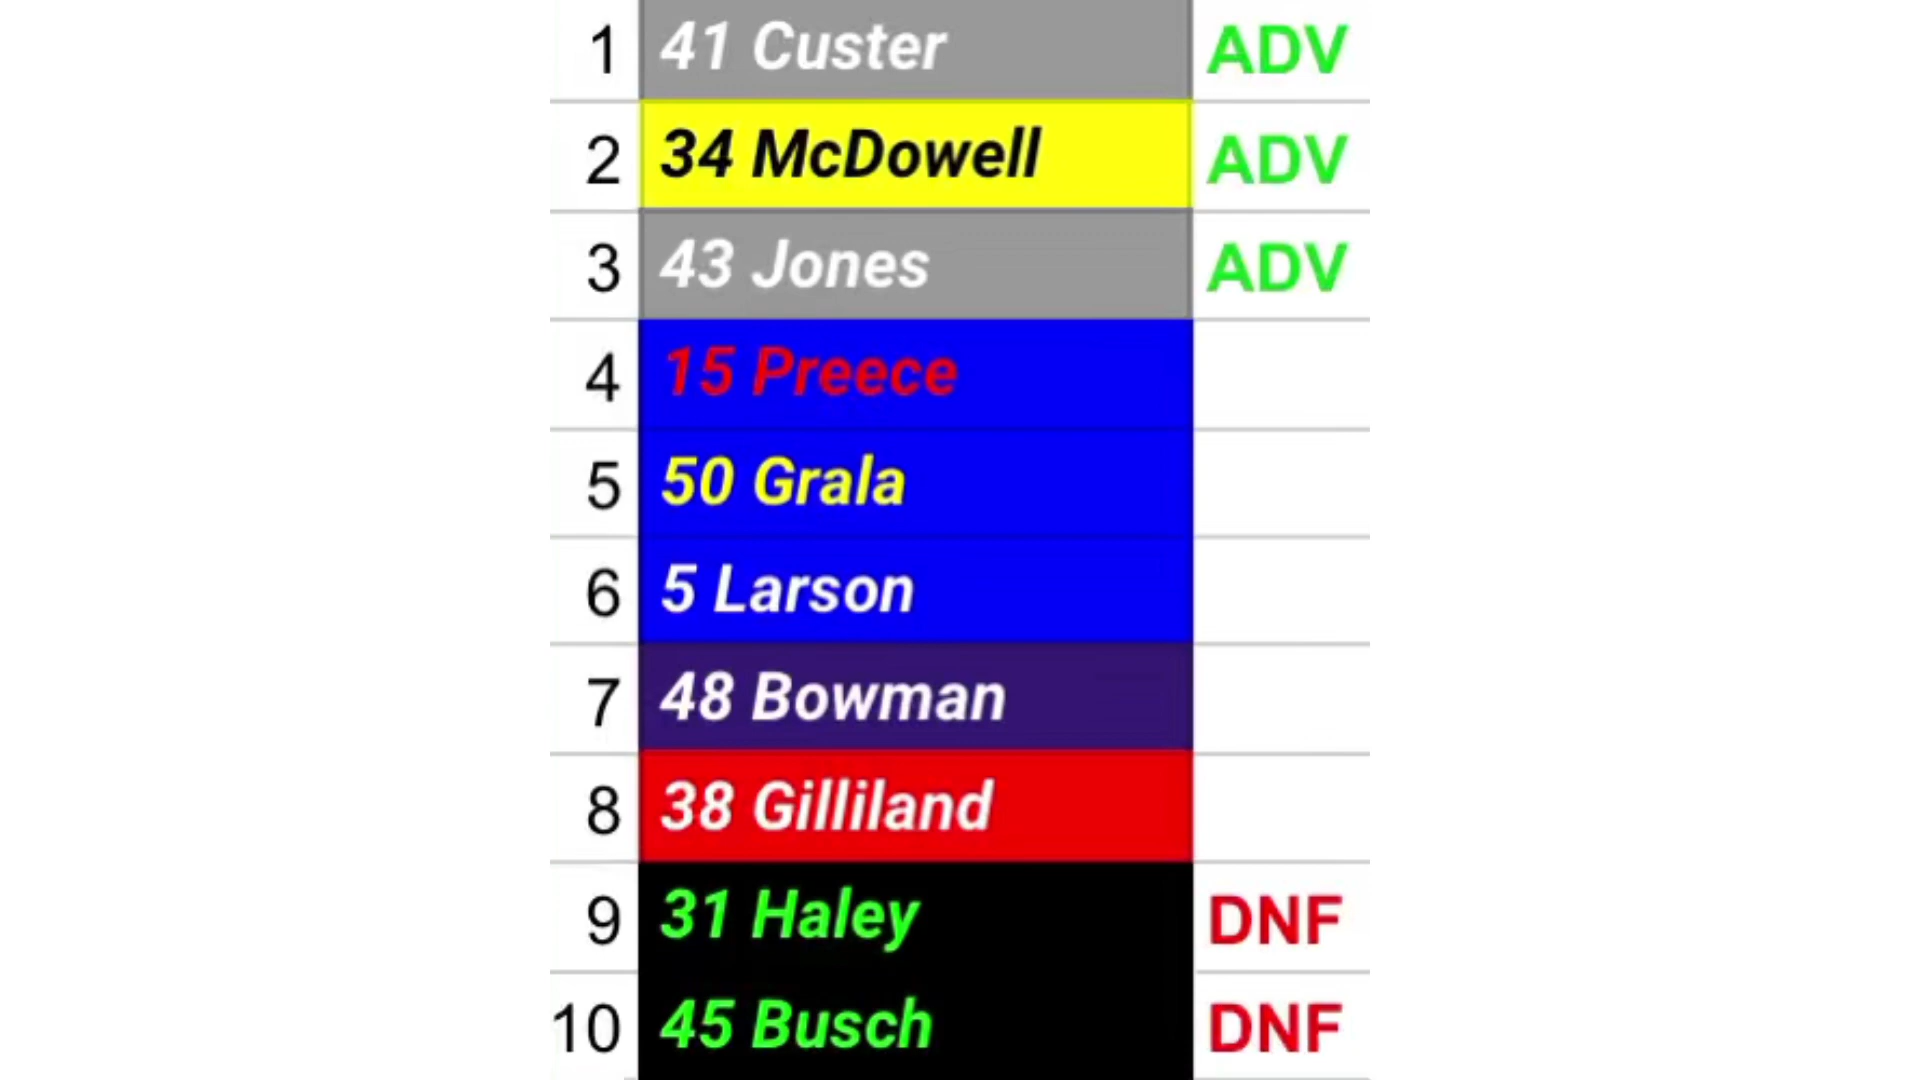 1 41 Custer ADV
2 34 McDowell ADV
3 43 Jones ADV
4 15 Preece
5 50 Grala
6 5 Larson
7 48 Bowman
8 38 Gilliland
9 31 Haley DNF
10 45 Busch DNF